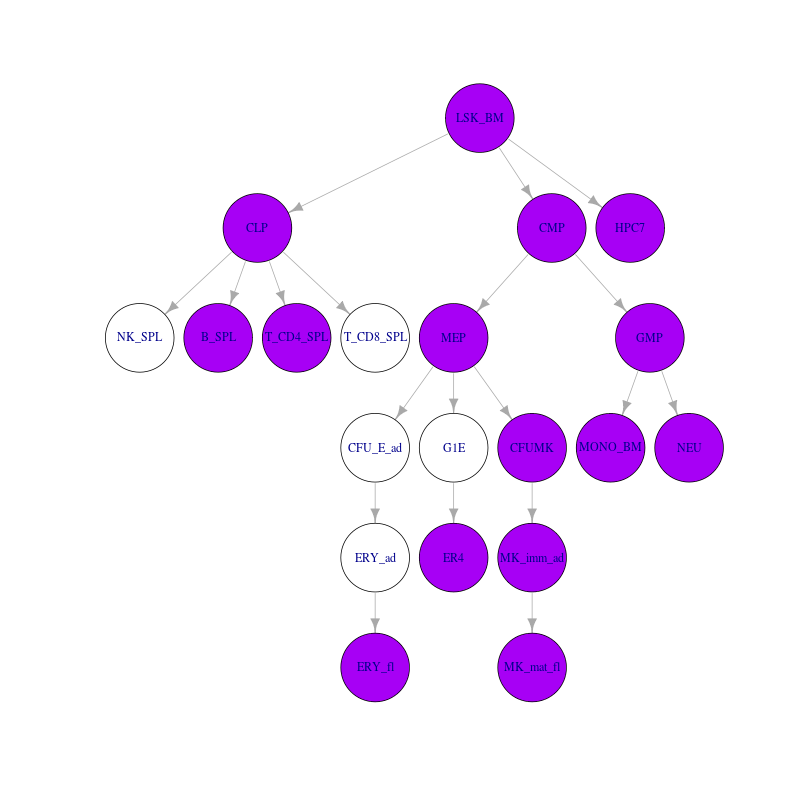 LSK_BM
CLP
CMP
HPC7
NK_SPL
B_SPL
T_CD4_SPL
T_CD8_SPL
MEP
GMP
CFU_E_ad
G1E
CFUMK
MONO_BM
NEU
ERY_ad
ER4
MK_imm_ad
ERY_fl
MK_mat_fl